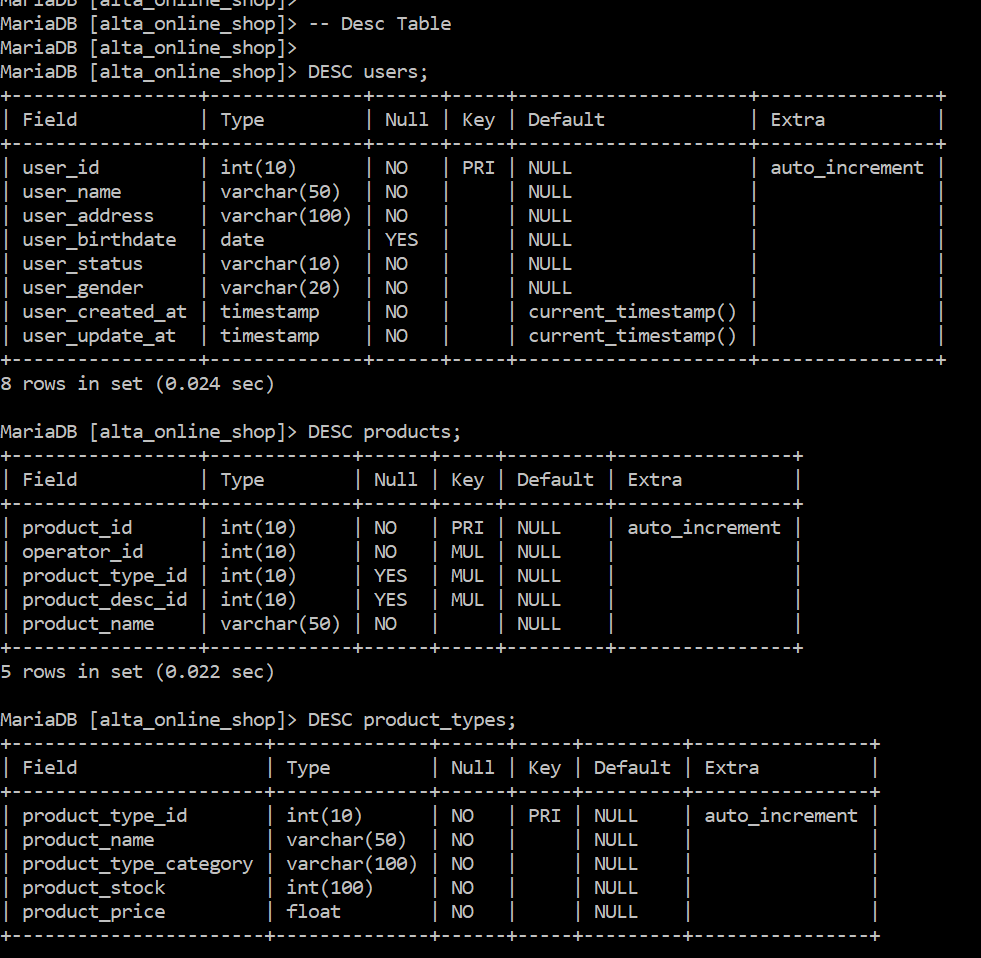 MariaDB [alta_online_shop]>
MariaDB [alta_online_shop]> -- Desc Table
MariaDB [alta_online_shop]>
MariaDB [alta_online_shop]> DESC users;
+-----------------+--------------+------+-----+---------------------+----------------+
| Field           | Type         | Null | Key | Default             | Extra          |
+-----------------+--------------+------+-----+---------------------+----------------+
| user_id         | int(10)      | NO   | PRI | NULL                | auto_increment |
| user_name       | varchar(50)  | NO   |     | NULL                |                |
| user_address    | varchar(100) | NO   |     | NULL                |                |
| user_birthdate  | date         | YES  |     | NULL                |                |
| user_status     | varchar(10)  | NO   |     | NULL                |                |
| user_gender     | varchar(20)  | NO   |     | NULL                |                |
| user_created_at | timestamp    | NO   |     | current_timestamp() |                |
| user_update_at  | timestamp    | NO   |     | current_timestamp() |                |
+-----------------+--------------+------+-----+---------------------+----------------+
8 rows in set (0.024 sec)
MariaDB [alta_online_shop]> DESC products;
+-----------------+-------------+------+-----+---------+----------------+
| Field           | Type        | Null | Key | Default | Extra          |
+-----------------+-------------+------+-----+---------+----------------+
| product_id      | int(10)     | NO   | PRI | NULL    | auto_increment |
| operator_id     | int(10)     | NO   | MUL | NULL    |                |
| product_type_id | int(10)     | YES  | MUL | NULL    |                |
| product_desc_id | int(10)     | YES  | MUL | NULL    |                |
| product_name    | varchar(50) | NO   |     | NULL    |                |
+-----------------+-------------+------+-----+---------+----------------+
5 rows in set (0.022 sec)
MariaDB [alta_online_shop]> DESC product_types;
+-----------------------+--------------+------+-----+---------+----------------+
| Field                 | Type         | Null | Key | Default | Extra          |
+-----------------------+--------------+------+-----+---------+----------------+
| product_type_id       | int(10)      | NO   | PRI | NULL    | auto_increment |
| product_name          | varchar(50)  | NO   |     | NULL    |                |
| product_type_category | varchar(100) | NO   |     | NULL    |                |
| product_stock         | int(100)     | NO   |     | NULL    |                |
| product_price         | float        | NO   |     | NULL    |                |
+-----------------------+--------------+------+-----+---------+----------------+